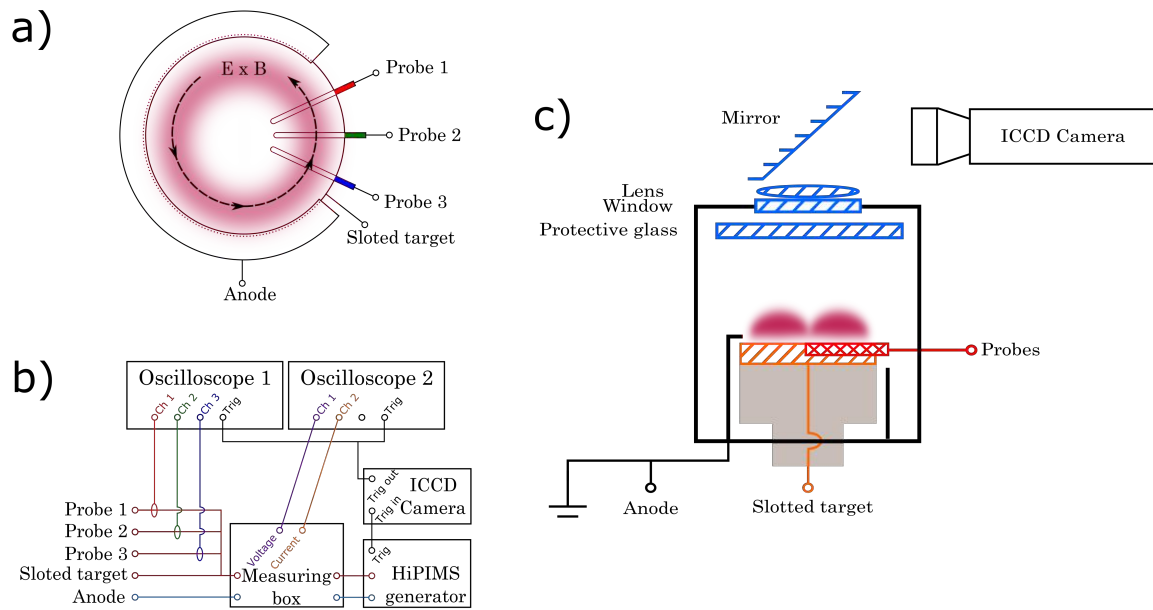 a)
E x B
Probe 1
Probe 2
Probe 3
Sloted target
Anode
b)
Oscilloscope 1
Ch 1
Ch 2
Ch 3
Trig
Oscilloscope 2
Ch 1
Ch 2
Trig
Trig out
Trig in
ICCD
Camera
Probe 1
Probe 2
Probe 3
Sloted target
Anode
Voltage
Current
Measuring
box
Trig
HiPIMS
generator
c)
Mirror
ICCD Camera
Lens
Window
Protective glass
Probes
Anode
Slotted target